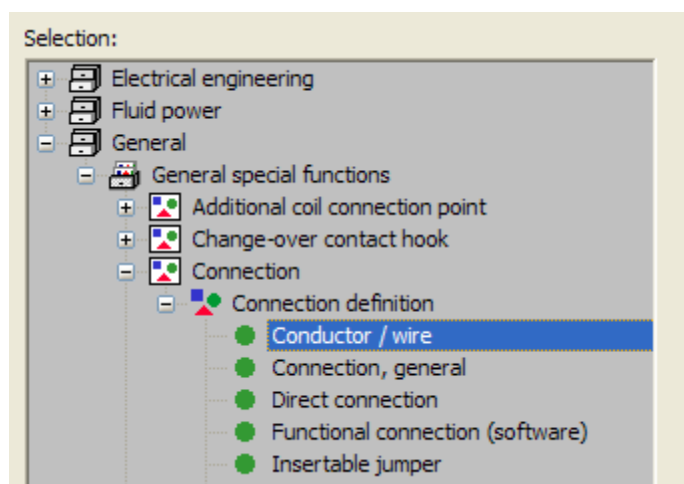 Selection:
Electrical engineering
Fluid power
General
General special functions
Additional coil connection point
Change-over contact hook
Connection
Connection definition
Conductor / wire
Connection, general
Direct connection
Functional connection (software)
Insertable jumper